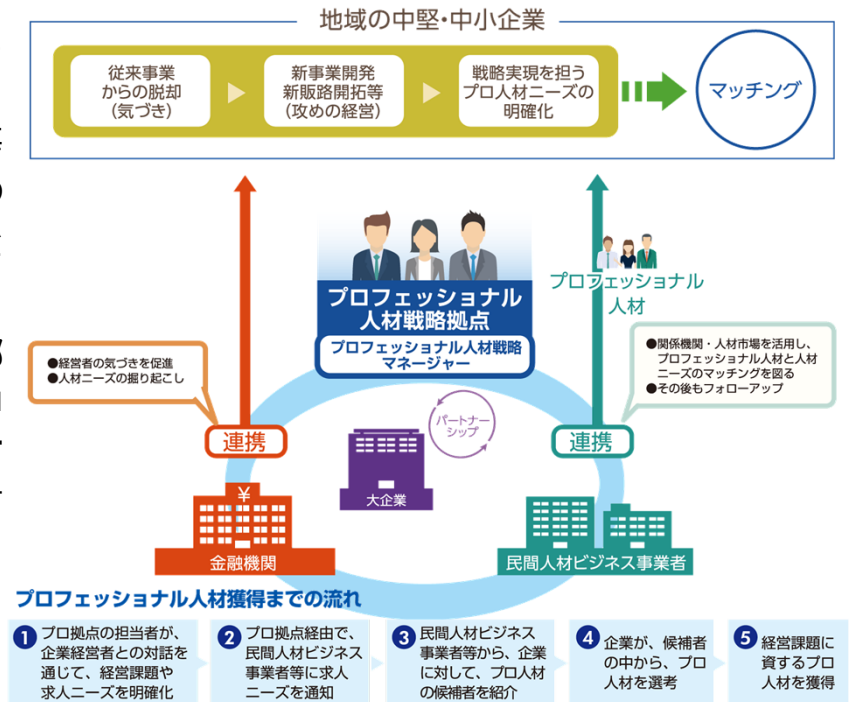 地域の中堅・中小企業
従来事業
からの脱却
(気づき)
新事業開発
新販路開拓等
(攻めの経営)
戦略実現を担う
プロ人材ニーズの
明確化
マッチング
プロフェッショナル
人材戦略拠点
プロフェッショナル人材戦略
マネージャー
プロフェッショナル
人材
●経営者の気づきを促進
●人材ニーズの掘り起こし
●関係機関・人材市場を活用し、
プロフェッショナル人材と人材
ニーズのマッチングを図る
●その後もフォローアップ
パートナー
シップ
連携
連携
大企業
¥
金融機関
民間人材ビジネス事業者
プロフェッショナル人材獲得までの流れ
1 プロ拠点の担当者が、
企業経営者との対話を
通じて、経営課題や
求人ニーズを明確化
2 プロ拠点経由で、
民間人材ビジネス
事業者等に求人
ニーズを通知
3 民間人材ビジネス
事業者等から、企業
に対して、プロ人材
の候補者を紹介
4 企業が、候補者
の中から、プロ
人材を選考
5 経営課題に
資するプロ
人材を獲得